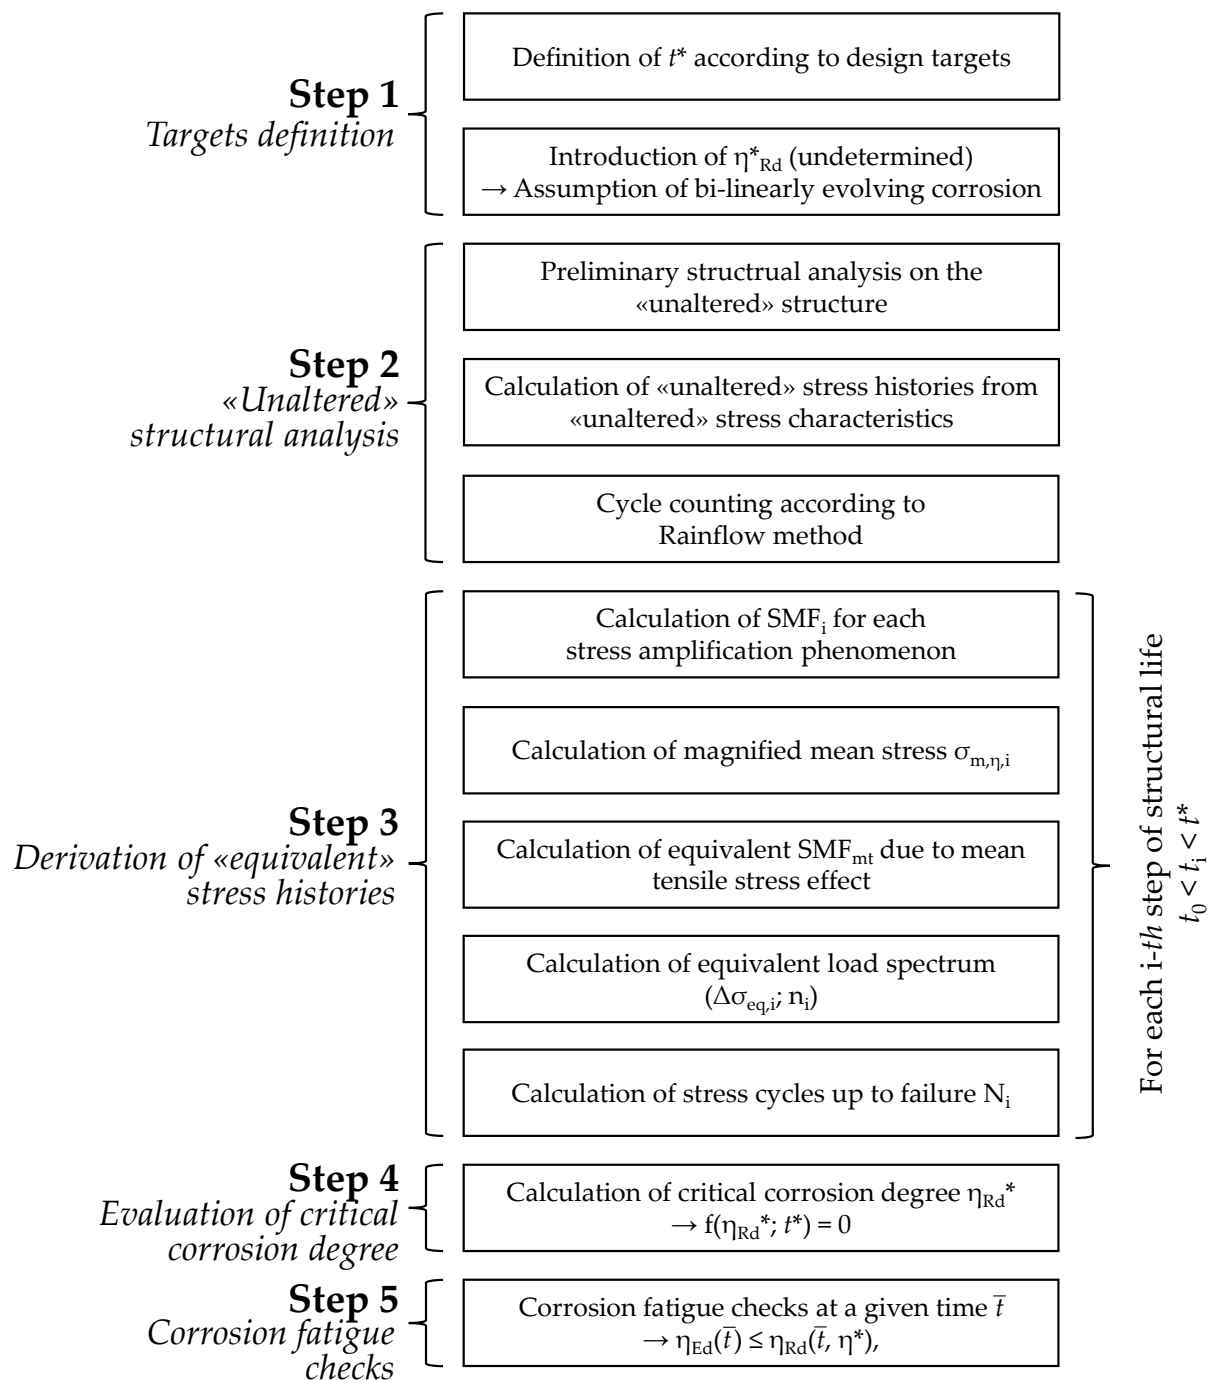 Step 1
Targets definition
Definition of t* according to design targets
Introduction of η*Rd (undetermined)
→ Assumption of bi-linearly evolving corrosion
Step 2
«Unaltered»
structural analysis
Preliminary structrual analysis on the
«unaltered» structure
Calculation of «unaltered» stress histories from
«unaltered» stress characteristics
Cycle counting according to
Rainflow method
Step 3
Derivation of «equivalent»
stress histories
Calculation of SMFi for each
stress amplification phenomenon
Calculation of magnified mean stress σm,η,i
Calculation of equivalent SMFmt due to mean
tensile stress effect
Calculation of equivalent load spectrum
(Δσeq,i; ni)
Calculation of stress cycles up to failure Ni
For each i-th step of structural life
t0 < ti < t*
Step 4
Evaluation of critical
corrosion degree
Calculation of critical corrosion degree ηRd*
→ f(ηRd*; t*) = 0
Step 5
Corrosion fatigue
checks
Corrosion fatigue checks at a given time t̅
→ ηEd(t̅) ≤ ηRd(t̅, η*),